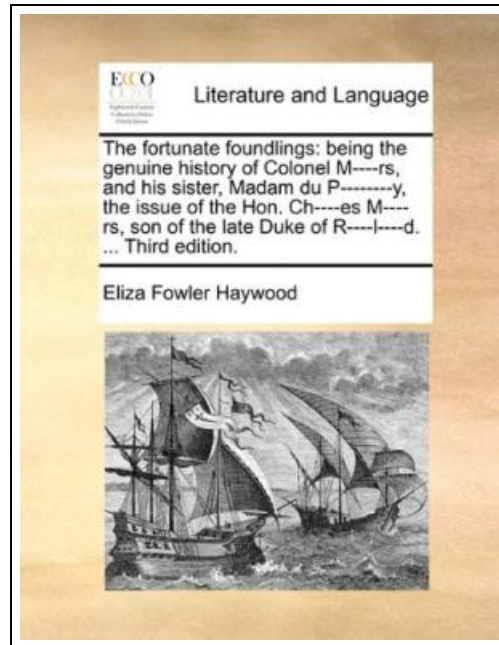 ECCO
Literature and Language
The fortunate foundlings: being the
genuine history of Colonel M----rs,
and his sister, Madam du P--------y,
the issue of the Hon. Ch----es M----
rs, son of the late Duke of R----l----d.
... Third edition.
Eliza Fowler Haywood